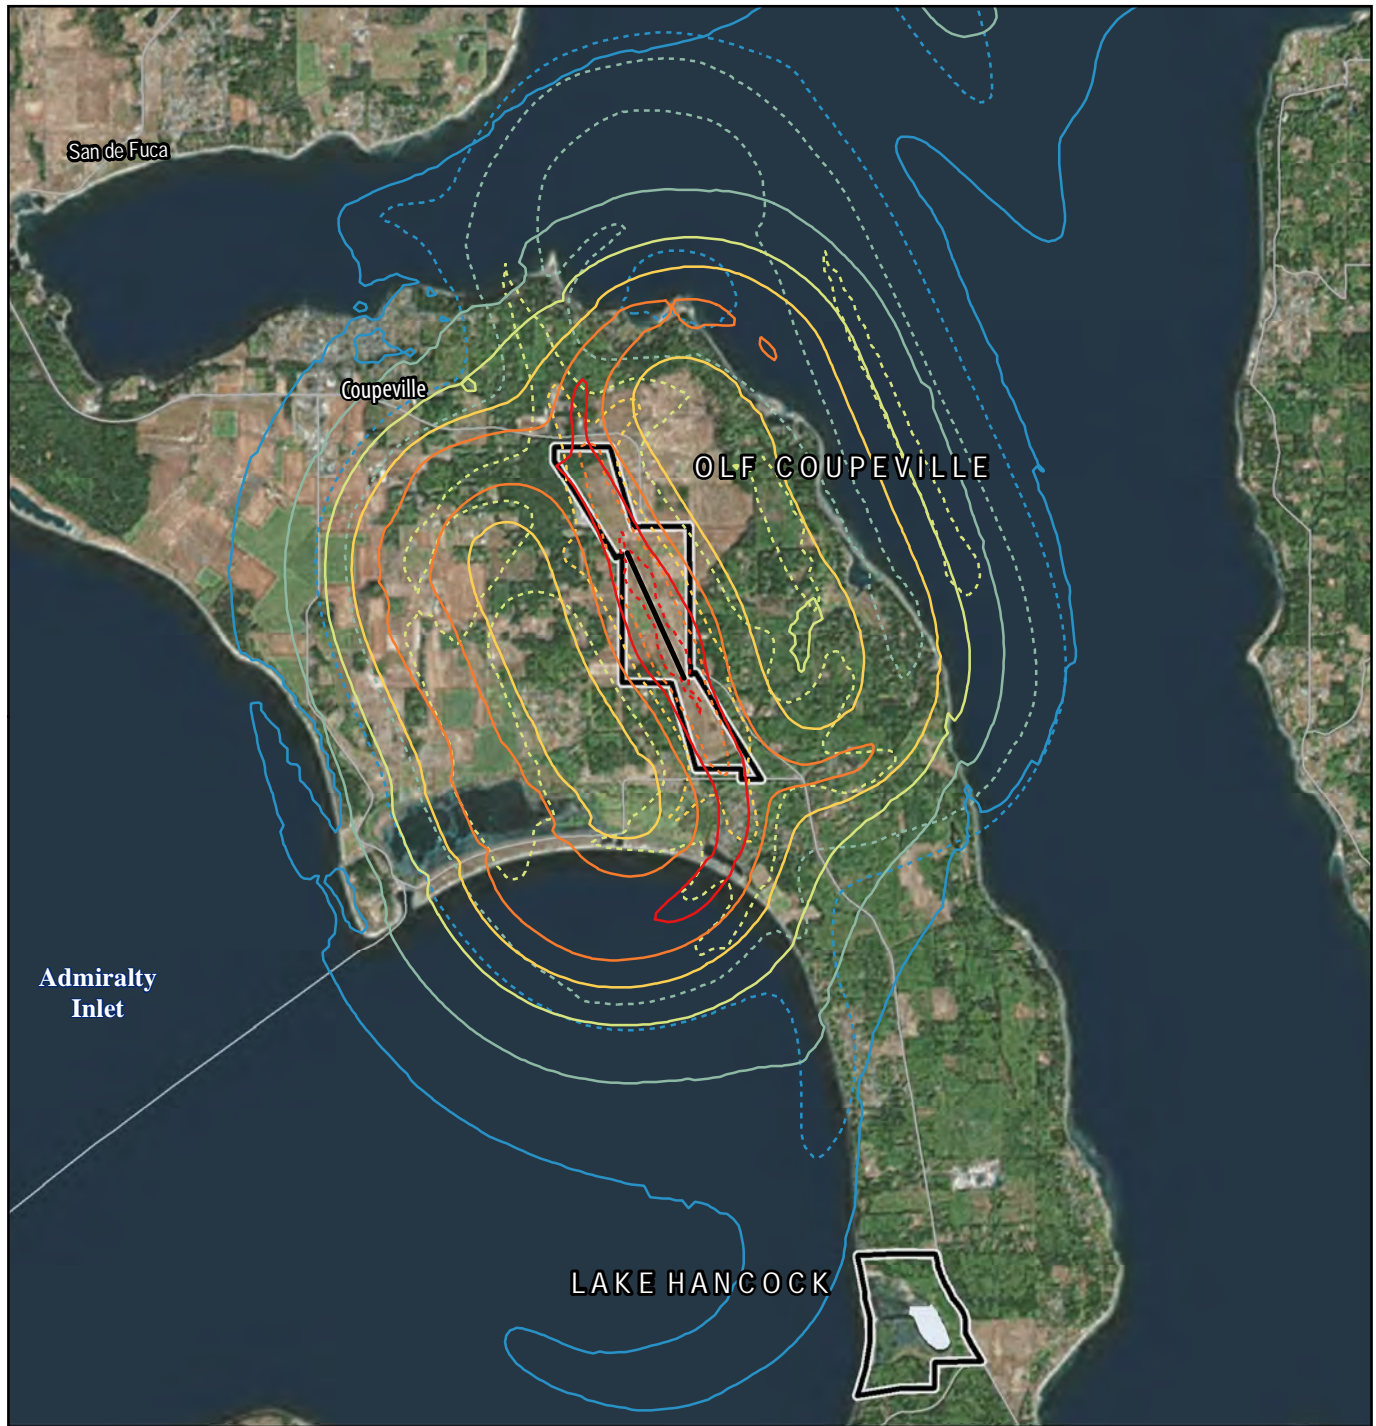 San de Fuca
Coupeville
OLF COUPEVILLE
Admiralty
Inlet
LAKE HANCOCK